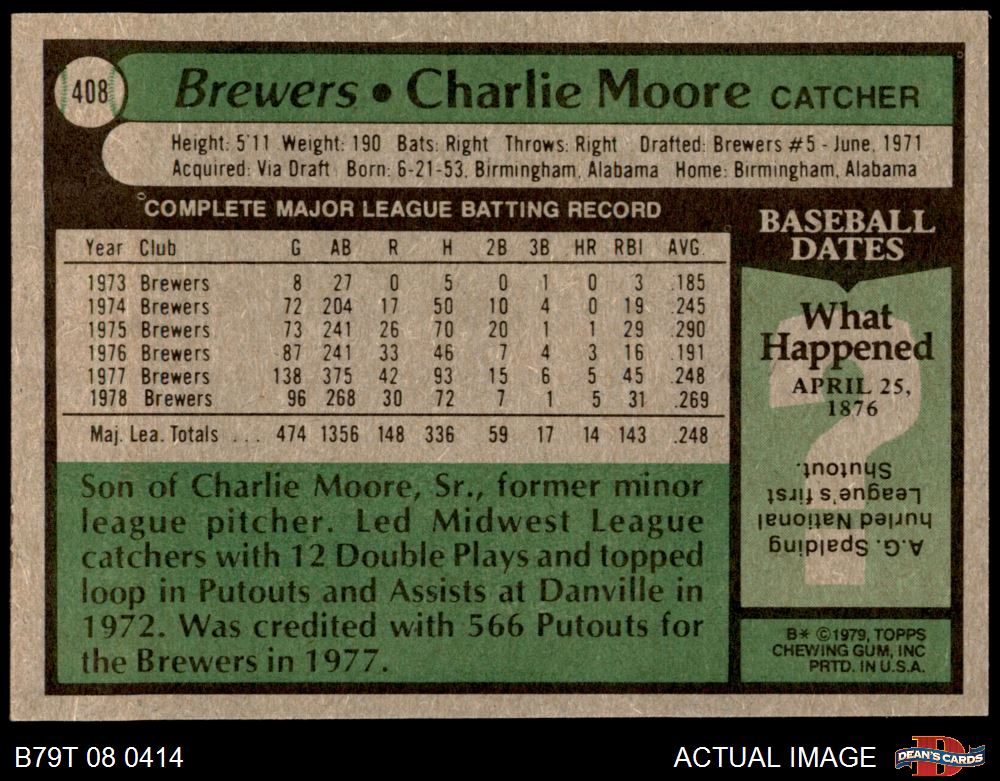 408
Brewers • Charlie Moore CATCHER
Height: 5'11 Weight: 190 Bats: Right Throws: Right Drafted: Brewers #5 - June, 1971
Acquired: Via Draft Born: 6-21-53, Birmingham, Alabama Home: Birmingham, Alabama
COMPLETE MAJOR LEAGUE BATTING RECORD
Year Club G AB R H 2B 3B HR RBI AVG.
1973 Brewers 8 27 0 5 0 1 0 3 .185
1974 Brewers 72 204 17 50 10 4 0 19 .245
1975 Brewers 73 241 26 70 20 1 1 29 .290
1976 Brewers 87 241 33 46 7 4 3 16 .191
1977 Brewers 138 375 42 93 15 6 5 45 .248
1978 Brewers 96 268 30 72 7 1 5 31 .269
Maj. Lea. Totals ... 474 1356 148 336 59 17 14 143 .248
Son of Charlie Moore, Sr., former minor
league pitcher. Led Midwest League
catchers with 12 Double Plays and topped
loop in Putouts and Assists at Danville in
1972. Was credited with 566 Putouts for
the Brewers in 1977.
BASEBALL
DATES
What
Happened
APRIL 25,
1876
?
A.G. Spalding
hurled National
League's first
Shutout.
B* ©1979, TOPPS
CHEWING GUM, INC
PRTD. IN U.S.A.
B79T 08 0414
ACTUAL IMAGE
D
DEAN'S CARDS